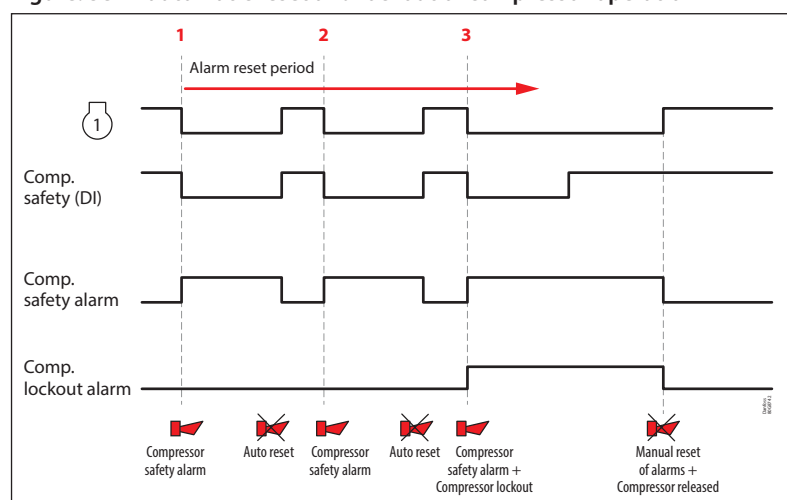 1 2 3
Alarm reset period
1
Comp.
safety (DI)
Comp.
safety alarm
Comp.
lockout alarm
Compressor
safety alarm
Auto reset
Compressor
safety alarm
Auto reset
Compressor
safety alarm +
Compressor lockout
Manual reset
of alarms +
Compressor released
Danfoss